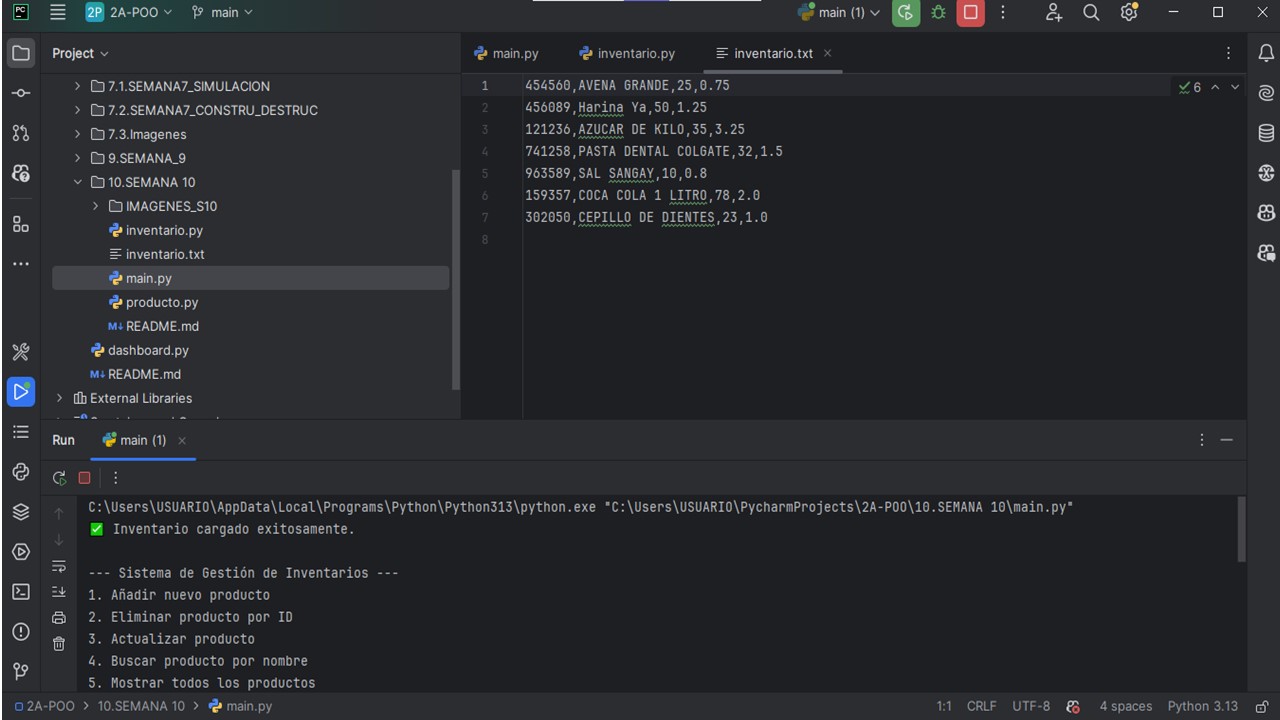 PC
2P 2A-POO
main
main (1)
Project
main.py
inventario.py
inventario.txt
7.1.SEMANA7_SIMULACION
7.2.SEMANA7_CONSTRU_DESTRUC
7.3.Imagenes
9.SEMANA_9
10.SEMANA 10
IMAGENES_S10
inventario.py
inventario.txt
main.py
producto.py
M↓ README.md
dashboard.py
M↓ README.md
External Libraries
1 454560,AVENA GRANDE,25,0.75
2 456089,Harina Ya,50,1.25
3 121236,AZUCAR DE KILO,35,3.25
4 741258,PASTA DENTAL COLGATE,32,1.5
5 963589,SAL SANGAY,10,0.8
6 159357,COCA COLA 1 LITRO,78,2.0
7 302050,CEPILLO DE DIENTES,23,1.0
8
6
Run
main (1)
C:\Users\USUARIO\AppData\Local\Programs\Python\Python313\python.exe "C:\Users\USUARIO\PycharmProjects\2A-POO\10.SEMANA 10\main.py"
✅ Inventario cargado exitosamente.
--- Sistema de Gestión de Inventarios ---
1. Añadir nuevo producto
2. Eliminar producto por ID
3. Actualizar producto
4. Buscar producto por nombre
5. Mostrar todos los productos
2A-POO > 10.SEMANA 10 > main.py
1:1 CRLF UTF-8 4 spaces Python 3.13